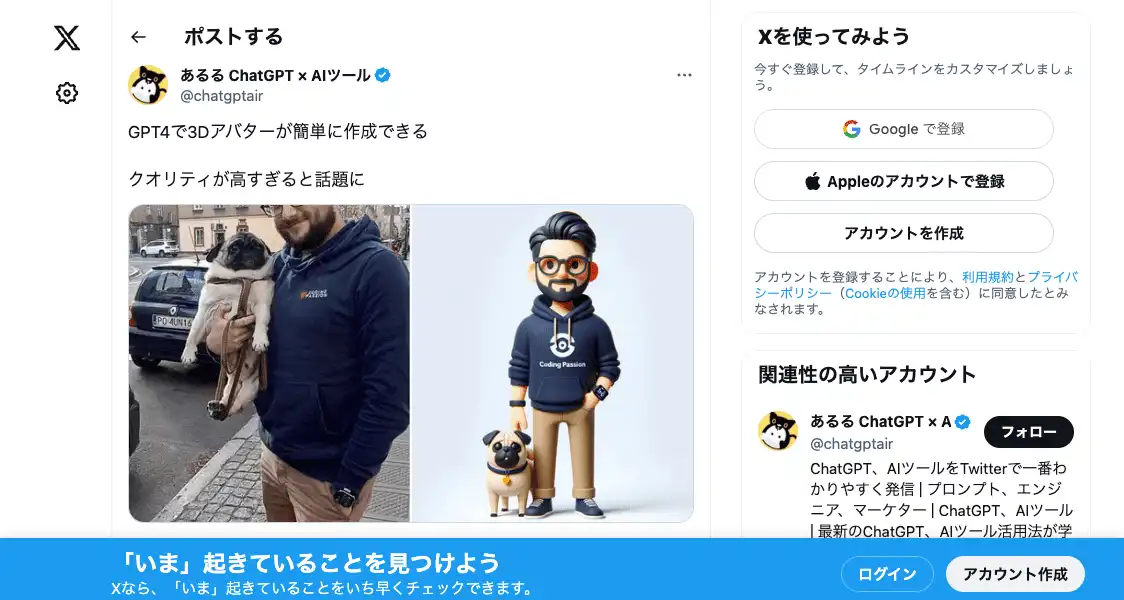 ポストする
あるる ChatGPT × AIツール
@chatgptair
GPT4で3Dアバターが簡単に作成できる
クオリティが高すぎると話題に
CODING
PASSION
Coding Passion
Xを使ってみよう
今すぐ登録して、タイムラインをカスタマイズしましょ
う。
Google で登録
Appleのアカウントで登録
アカウントを作成
アカウントを登録することにより、利用規約とプライバ
シーポリシー（Cookieの使用を含む）に同意したとみ
なされます。
関連性の高いアカウント
あるる ChatGPT × A
@chatgptair
フォロー
ChatGPT、AIツールをTwitterで一番わ
かりやすく発信 | プロンプト、エンジ
ニア、マーケター | ChatGPT、AIツール
| 最新のChatGPT、AIツール活用法が学
「いま」起きていることを見つけよう
Xなら、「いま」起きていることをいち早くチェックできます。
ログイン
アカウント作成